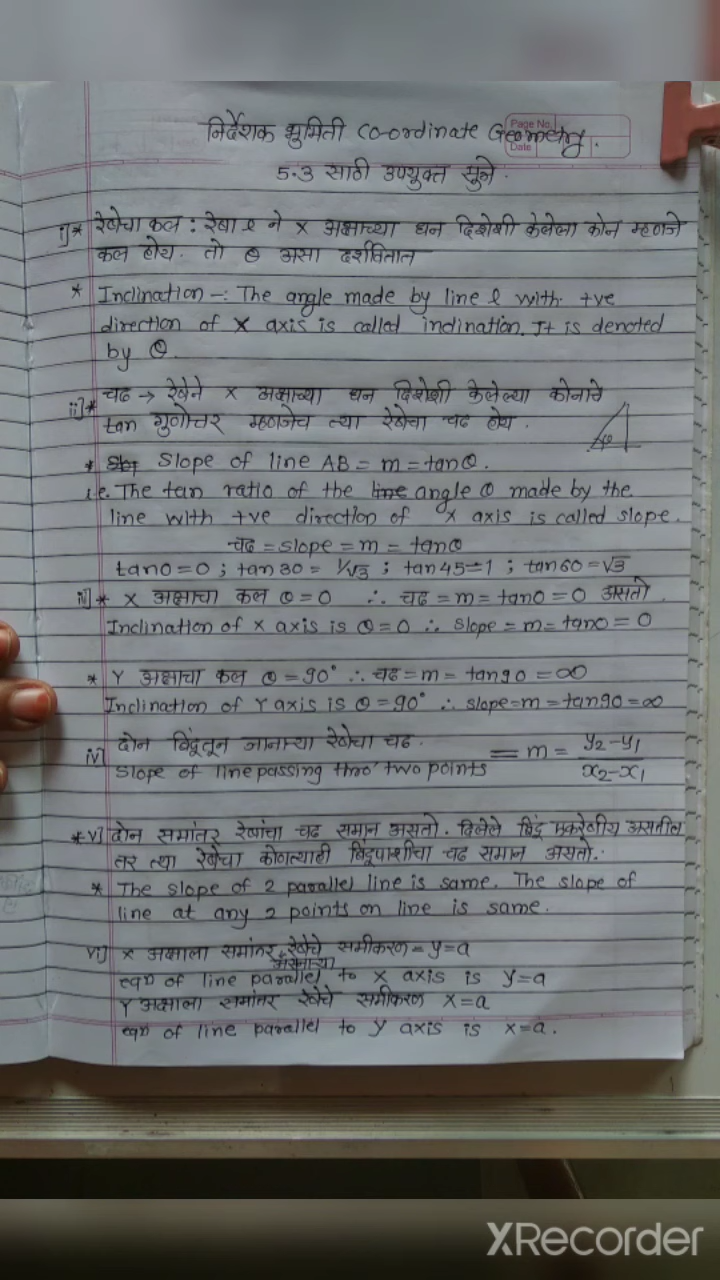 निर्देशक भुमिती Co-ordinate Geometry.
Page No.
Date
5.3 साठी उपयुक्त सुत्रे.
i]* रेषेचा कल : रेषा l ने X अक्षाच्या धन दिशेशी केलेला कोन म्हणजे
कल होय. तो θ असा दर्शवितात
* Inclination -: The angle made by line l with +ve
direction of X axis is called inclination. It is denoted
by θ.
ii]* चढ → रेषेने X अक्षाच्या धन दिशेशी केलेल्या कोनाचे
tan गुणोत्तर म्हणजेच त्या रेषेचा चढ होय.
* Slope of line AB = m = tanθ.
i.e. The tan ratio of the angle θ made by the
line with +ve direction of X axis is called slope.
चढ = slope = m = tanθ
tan0 = 0 ; tan 30 = 1/√3 ; tan 45 = 1 ; tan 60 = √3
iii]* X अक्षाचा कल θ = 0 ∴ चढ = m = tan0 = 0 असतो.
Inclination of X axis is θ = 0 ∴ slope = m = tan0 = 0
* Y अक्षाचा कल θ = 90° ∴ चढ = m = tan90 = ∞
Inclination of Y axis is θ = 90° ∴ slope = m = tan90 = ∞
iv] दोन बिंदूतून जाणाऱ्या रेषेचा चढ.
slope of line passing thro' two points = m = y2-y1 / x2-x1
*v] दोन समांतर रेषांचा चढ समान असतो. दिलेले बिंदू एकरेषीय असतील
तर त्या रेषेचा कोणत्याही बिंदूपाशीचा चढ समान असतो.
* The slope of 2 parallel line is same. The slope of
line at any 2 points on line is same.
vi] X अक्षाला समांतर असणाऱ्या रेषेचे समीकरण = y=a
eqn of line parallel to X axis is y=a
Y अक्षाला समांतर रेषेचे समीकरण x=a
eqn of line parallel to y axis is x=a.
XRecorder